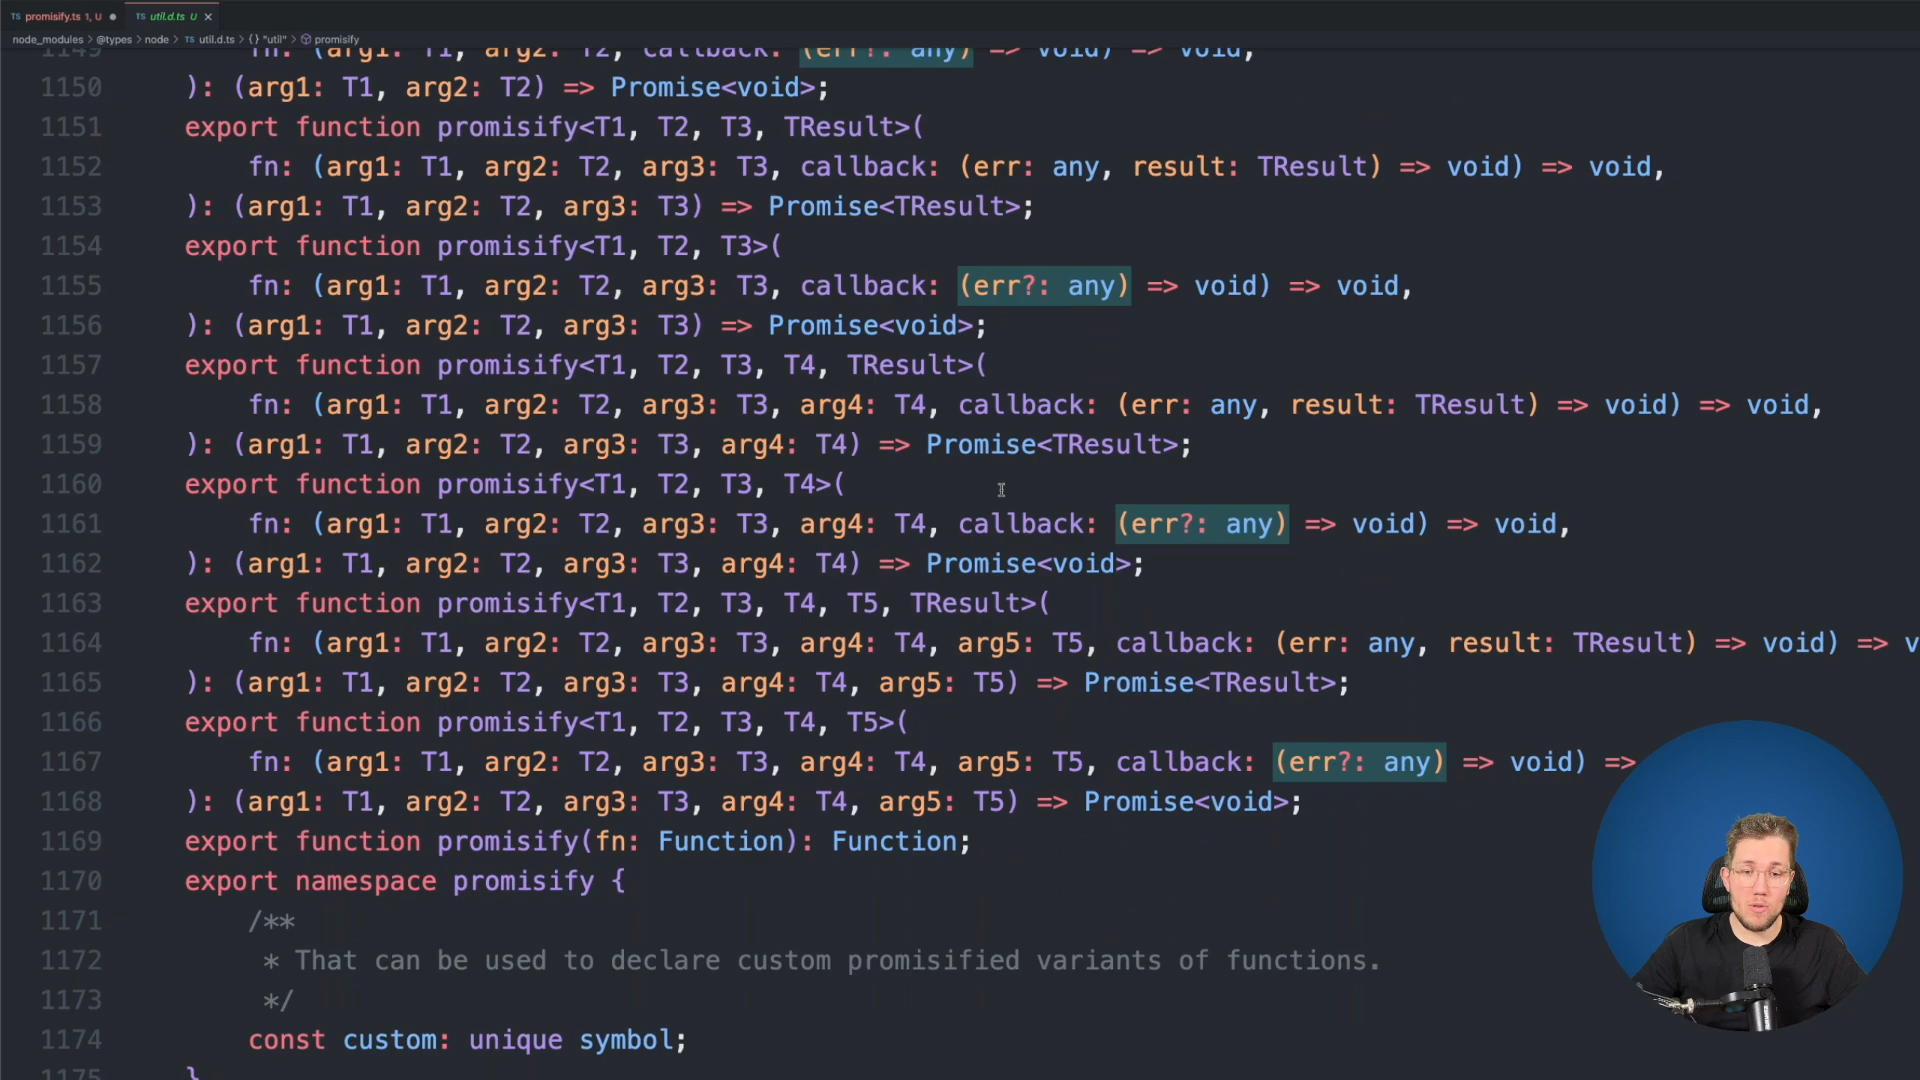 TS promisify.ts 1, U
TS util.d.ts U ×
node_modules > @types > node > TS util.d.ts > {} "util" > promisify
1149 fn: (arg1: T1, arg2: T2, callback: (err?: any) => void) => void,
1150 ): (arg1: T1, arg2: T2) => Promise<void>;
1151 export function promisify<T1, T2, T3, TResult>(
1152 fn: (arg1: T1, arg2: T2, arg3: T3, callback: (err: any, result: TResult) => void) => void,
1153 ): (arg1: T1, arg2: T2, arg3: T3) => Promise<TResult>;
1154 export function promisify<T1, T2, T3>(
1155 fn: (arg1: T1, arg2: T2, arg3: T3, callback: (err?: any) => void) => void,
1156 ): (arg1: T1, arg2: T2, arg3: T3) => Promise<void>;
1157 export function promisify<T1, T2, T3, T4, TResult>(
1158 fn: (arg1: T1, arg2: T2, arg3: T3, arg4: T4, callback: (err: any, result: TResult) => void) => void,
1159 ): (arg1: T1, arg2: T2, arg3: T3, arg4: T4) => Promise<TResult>;
1160 export function promisify<T1, T2, T3, T4>(
1161 fn: (arg1: T1, arg2: T2, arg3: T3, arg4: T4, callback: (err?: any) => void) => void,
1162 ): (arg1: T1, arg2: T2, arg3: T3, arg4: T4) => Promise<void>;
1163 export function promisify<T1, T2, T3, T4, T5, TResult>(
1164 fn: (arg1: T1, arg2: T2, arg3: T3, arg4: T4, arg5: T5, callback: (err: any, result: TResult) => void) => v
1165 ): (arg1: T1, arg2: T2, arg3: T3, arg4: T4, arg5: T5) => Promise<TResult>;
1166 export function promisify<T1, T2, T3, T4, T5>(
1167 fn: (arg1: T1, arg2: T2, arg3: T3, arg4: T4, arg5: T5, callback: (err?: any) => void) =>
1168 ): (arg1: T1, arg2: T2, arg3: T3, arg4: T4, arg5: T5) => Promise<void>;
1169 export function promisify(fn: Function): Function;
1170 export namespace promisify {
1171 /**
1172 * That can be used to declare custom promisified variants of functions.
1173 */
1174 const custom: unique symbol;
1175 }